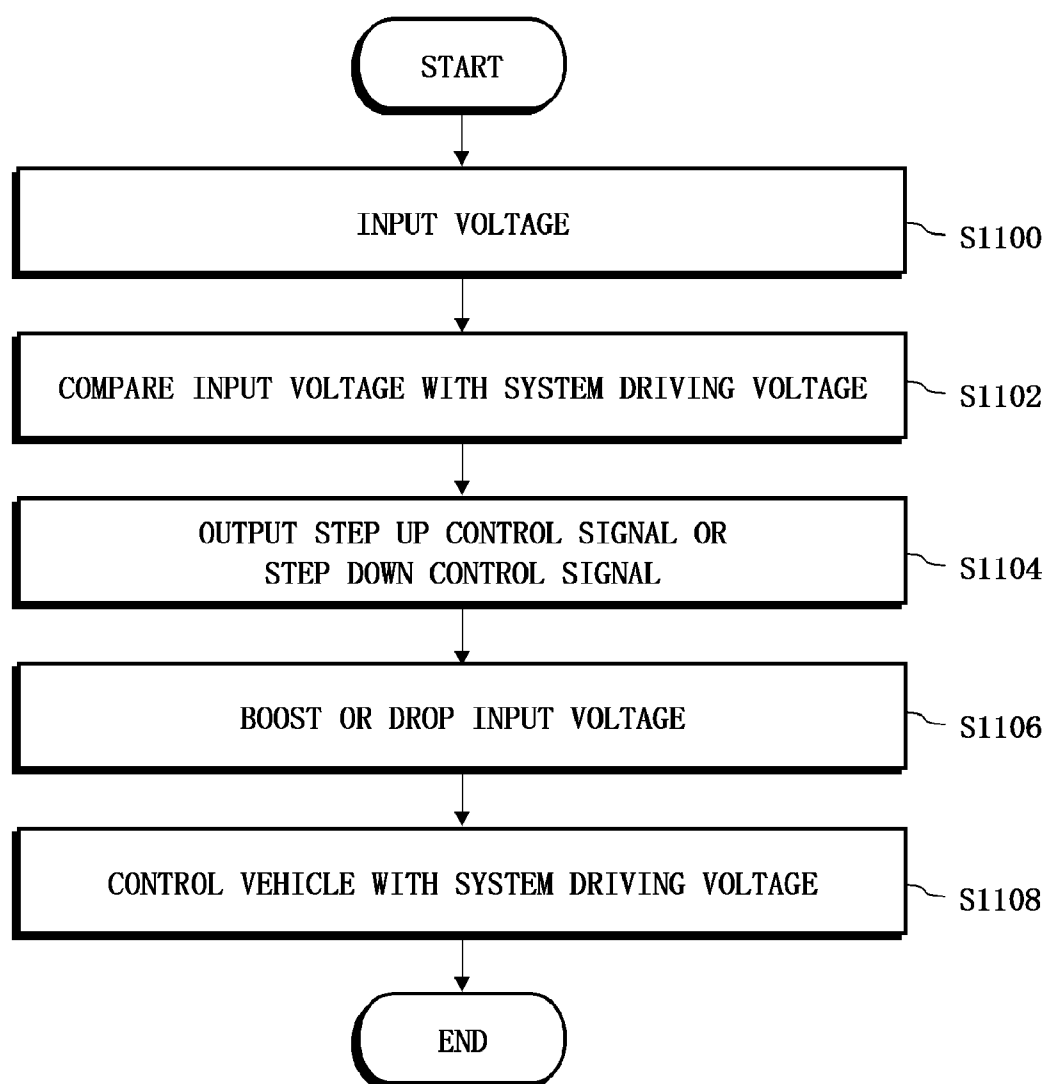 START
INPUT VOLTAGE
S1100
COMPARE INPUT VOLTAGE WITH SYSTEM DRIVING VOLTAGE
S1102
OUTPUT STEP UP CONTROL SIGNAL OR
STEP DOWN CONTROL SIGNAL
S1104
BOOST OR DROP INPUT VOLTAGE
S1106
CONTROL VEHICLE WITH SYSTEM DRIVING VOLTAGE
S1108
END